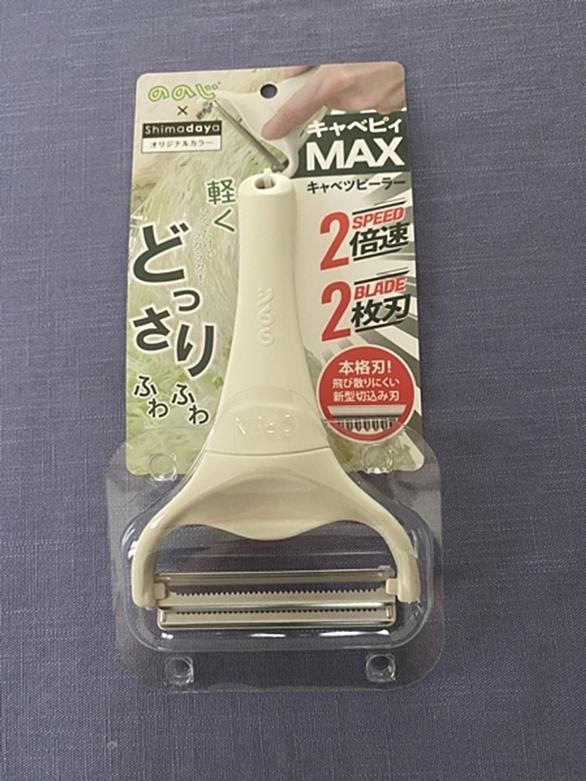 ののじ
×
Shimadaya
オリジナルカラー
キャベピィ
MAX
キャベツピーラー
軽く
どっさり
ふわ
ふわ
2倍速
SPEED
2枚刃
BLADE
本格刃!
飛び散りにくい
新型切込み刃
ののじ
OPEN